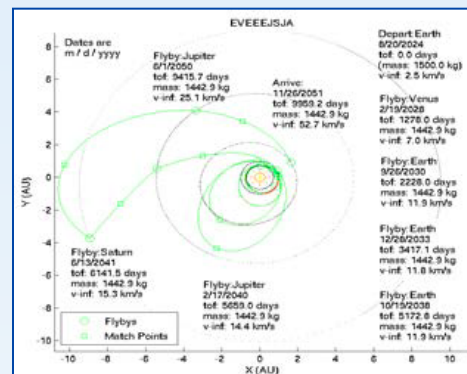 EVEEEJSJA
Dates are
m / d / yyyy
Flyby:Jupiter
6/1/2050
tof: 9415.7 days
mass: 1442.9 kg
v-inf: 25.1 km/s
Arrive:
11/26/2051
tof: 9959.2 days
mass: 1442.9 kg
v-inf: 52.7 km/s
Depart:Earth
8/20/2024
tof: 0.0 days
(mass: 1500.0 kg)
v-inf: 2.5 km/s
Flyby:Venus
2/19/2028
tof: 1278.0 days
mass: 1442.9 kg
v-inf: 7.0 km/s
Flyby:Earth
9/26/2030
tof: 2228.0 days
mass: 1442.9 kg
v-inf: 11.9 km/s
Flyby:Earth
12/28/2033
tof: 3417.1 days
mass: 1442.9 kg
v-inf: 11.8 km/s
Flyby:Earth
10/19/2038
tof: 5172.8 days
mass: 1442.9 kg
v-inf: 11.9 km/s
Flyby:Saturn
6/13/2041
tof: 6141.5 days
mass: 1442.9 kg
v-inf: 15.3 km/s
Flyby:Jupiter
2/17/2040
tof: 5659.0 days
mass: 1442.9 kg
v-inf: 14.4 km/s
Flybys
Match Points
Y (AU)
8
6
4
2
0
-2
-4
-6
-8
-10
-10 -8 -6 -4 -2 0 2 4 6 8 10
X (AU)